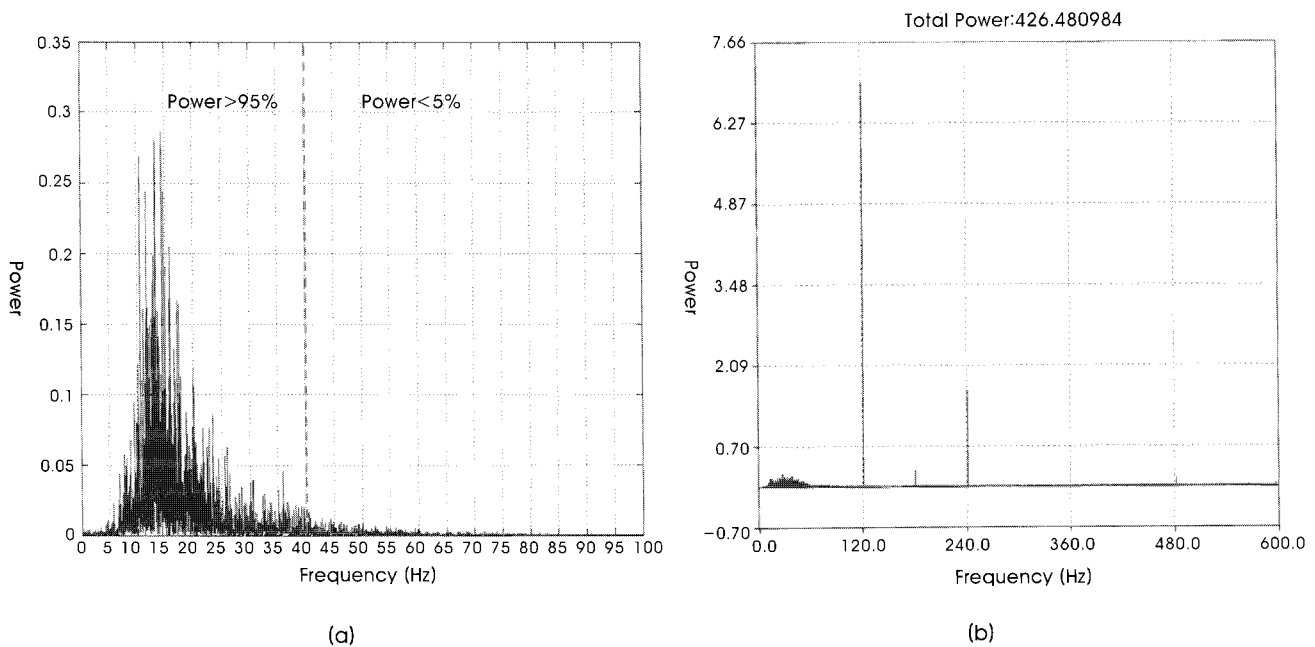 Total Power:426.480984
0.35
0.3
0.25
0.2
0.15
0.1
0.05
0
Power
Power>95%
Power<5%
0 5 10 15 20 25 30 35 40 45 50 55 60 65 70 75 80 85 90 95 100
Frequency (Hz)
(a)
7.66
6.27
4.87
3.48
2.09
0.70
−0.70
Power
0.0 120.0 240.0 360.0 480.0 600.0
Frequency (Hz)
(b)